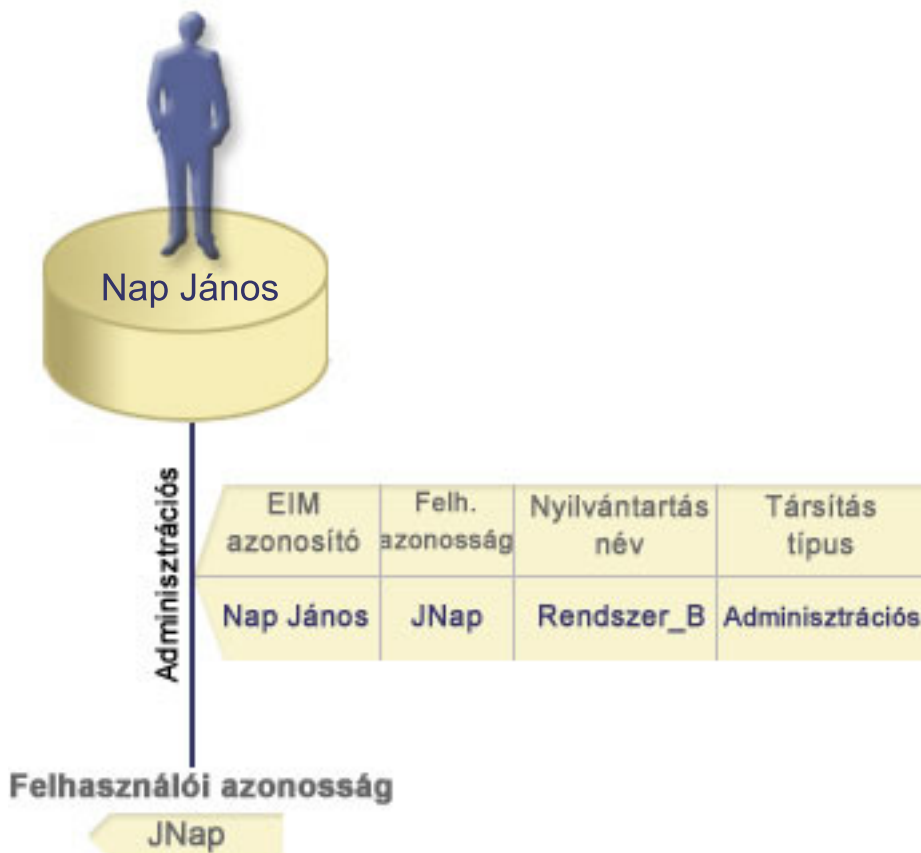 Nap János
Adminisztrációs
EIM azonosító
Felh. azonosság
Nyilvántartás név
Társítás típus
Nap János
JNap
Rendszer_B
Adminisztrációs
Felhasználói azonosság
JNap